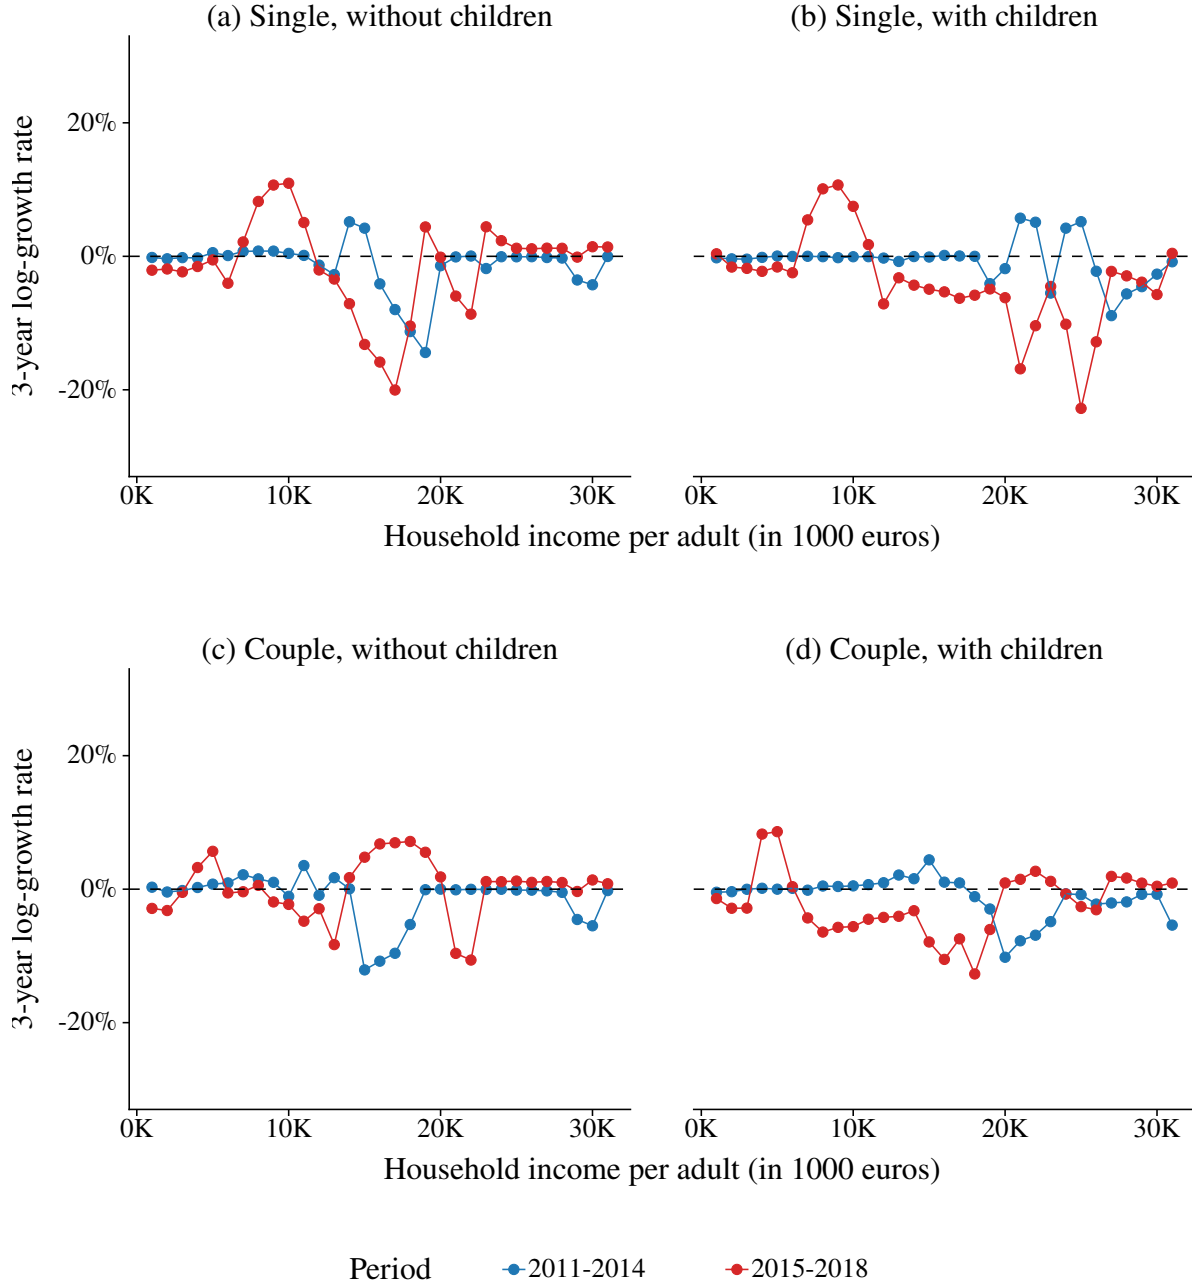 (a) Single, without children
(b) Single, with children
3-year log-growth rate
20%
0%
-20%
0K 10K 20K 30K
0K 10K 20K 30K
Household income per adult (in 1000 euros)
(c) Couple, without children
(d) Couple, with children
3-year log-growth rate
20%
0%
-20%
0K 10K 20K 30K
0K 10K 20K 30K
Household income per adult (in 1000 euros)
Period 2011-2014 2015-2018